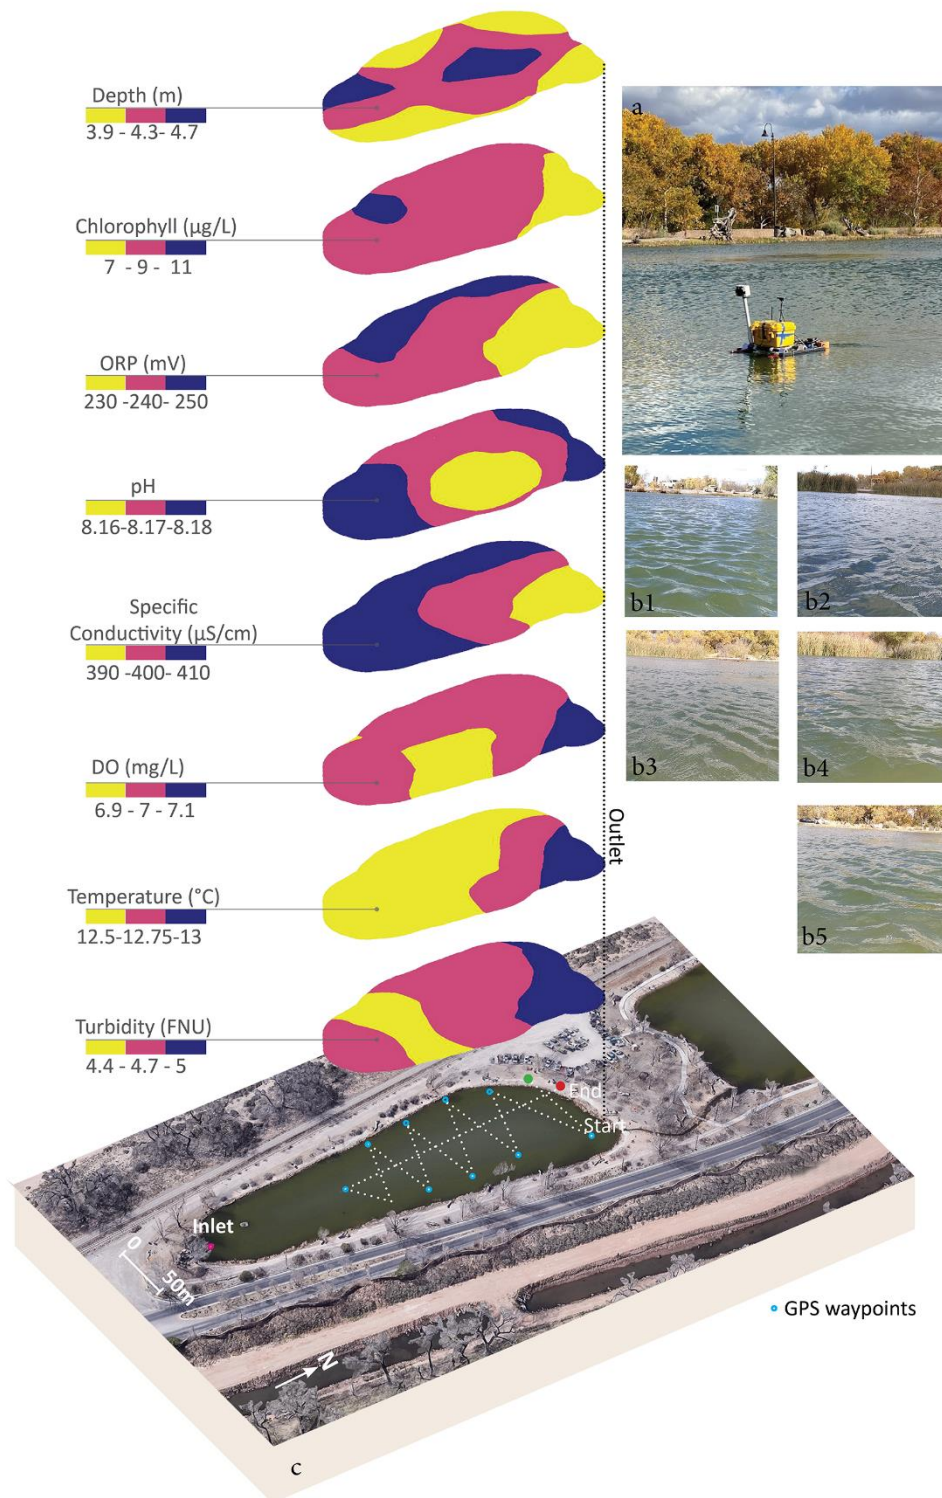 Depth (m)
3.9 - 4.3- 4.7
a
Chlorophyll (µg/L)
7 - 9 - 11
ORP (mV)
230 -240- 250
pH
8.16-8.17-8.18
b1
b2
Specific
Conductivity (µS/cm)
390 -400- 410
b3
b4
DO (mg/L)
6.9 - 7 - 7.1
Outlet
Temperature (°C)
12.5-12.75-13
b5
Turbidity (FNU)
4.4 - 4.7 - 5
End
Start
Inlet
0
50m
GPS waypoints
N
c